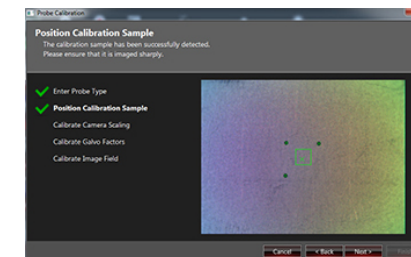 Probe Calibration
Position Calibration Sample
The calibration sample has been successfully detected.
Please ensure that it is imaged sharply.
Enter Probe Type
Position Calibration Sample
Calibrate Camera Scaling
Calibrate Galvo Factors
Calibrate Image Field
Cancel < Back Next >